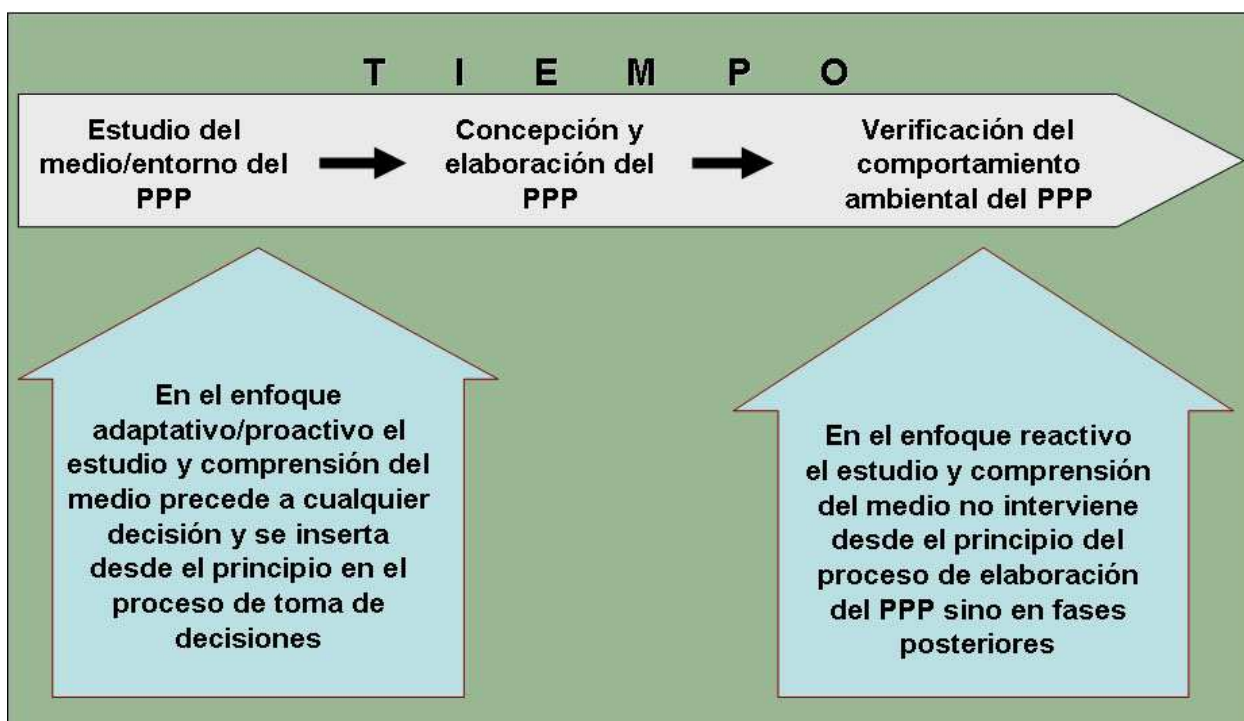 T I E M P O
Estudio del
medio/entorno del
PPP
Concepción y
elaboración del
PPP
Verificación del
comportamiento
ambiental del PPP
En el enfoque
adaptativo/proactivo el
estudio y comprensión del
medio precede a cualquier
decisión y se inserta
desde el principio en el
proceso de toma de
decisiones
En el enfoque reactivo
el estudio y comprensión
del medio no interviene
desde el principio del
proceso de elaboración
del PPP sino en fases
posteriores